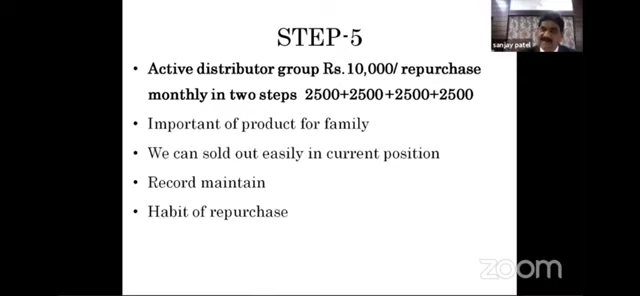 STEP-5
• Active distributor group Rs.10,000/ repurchase
monthly in two steps 2500+2500+2500+2500
• Important of product for family
• We can sold out easily in current position
• Record maintain
• Habit of repurchase
sanjay patel
zoom